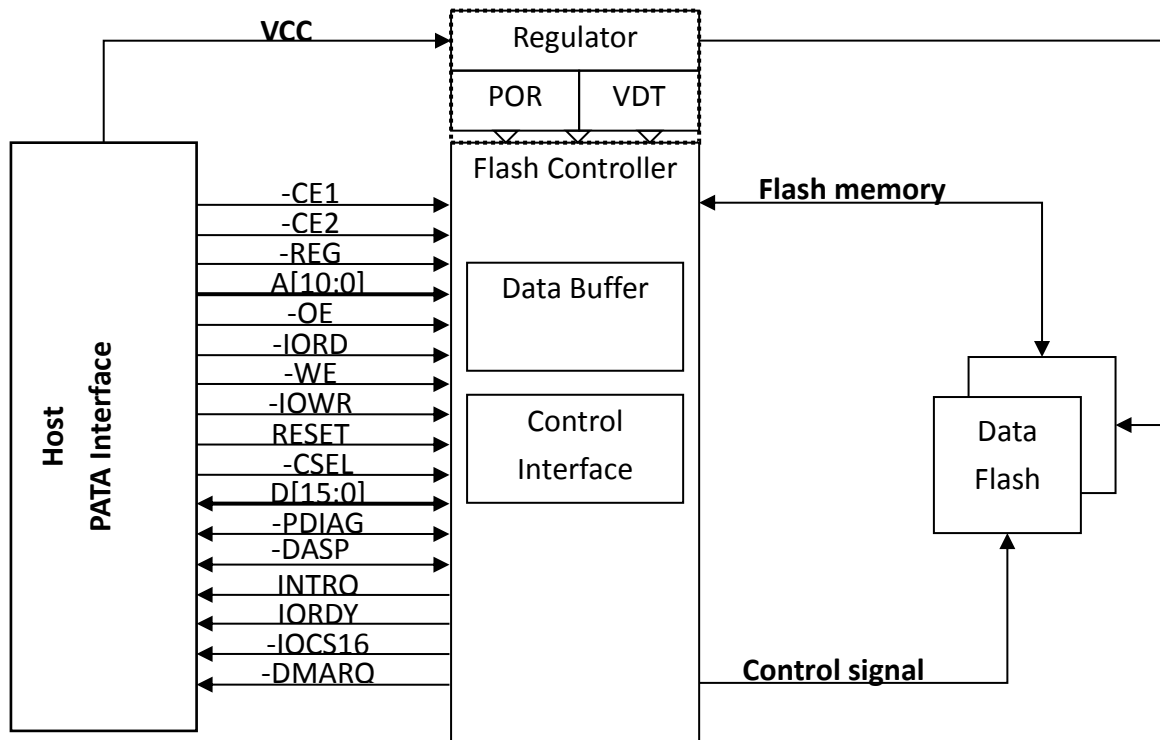 VCC
Regulator
POR
VDT
Flash Controller
-CE1
-CE2
-REG
A[10:0]
-OE
-IORD
-WE
-IOWR
RESET
-CSEL
D[15:0]
-PDIAG
-DASP
INTRQ
IORDY
-IOCS16
-DMARQ
Host
PATA Interface
Data Buffer
Control
Interface
Flash memory
Data
Flash
Control signal